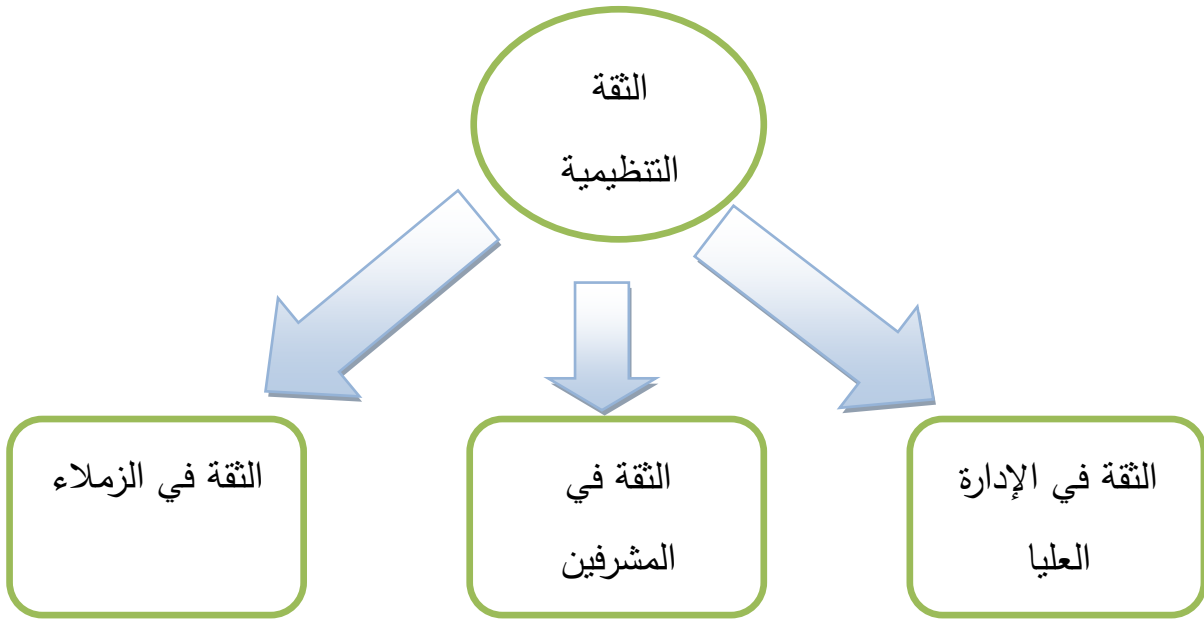 الثقة
التنظيمية
الثقة في الإدارة
العليا
الثقة في
المشرفين
الثقة في الزملاء